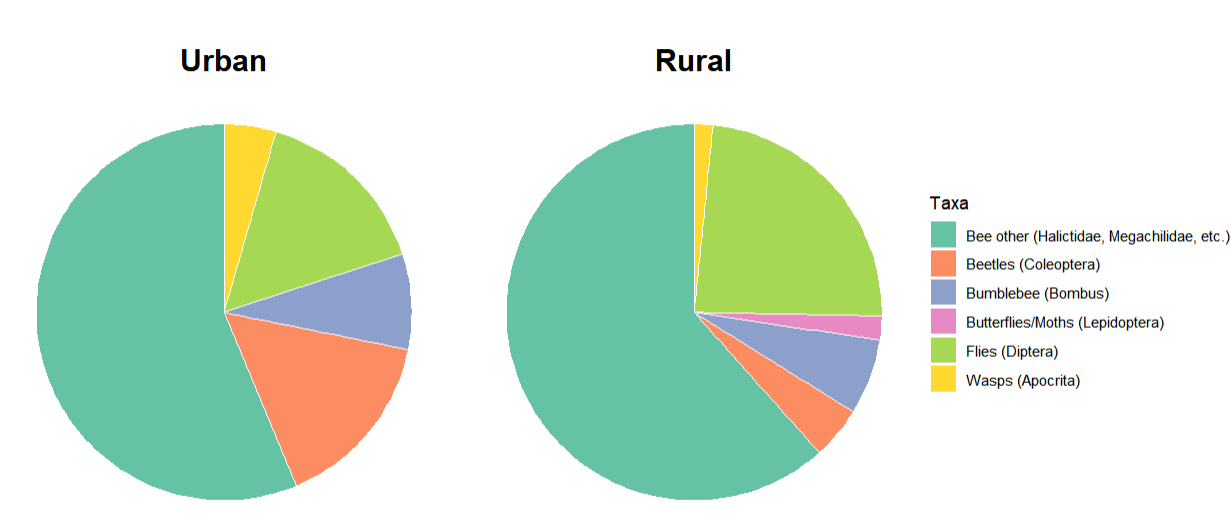 Urban
Rural
Taxa
Bee other (Halictidae, Megachilidae, etc.)
Beetles (Coleoptera)
Bumblebee (Bombus)
Butterflies/Moths (Lepidoptera)
Flies (Diptera)
Wasps (Apocrita)